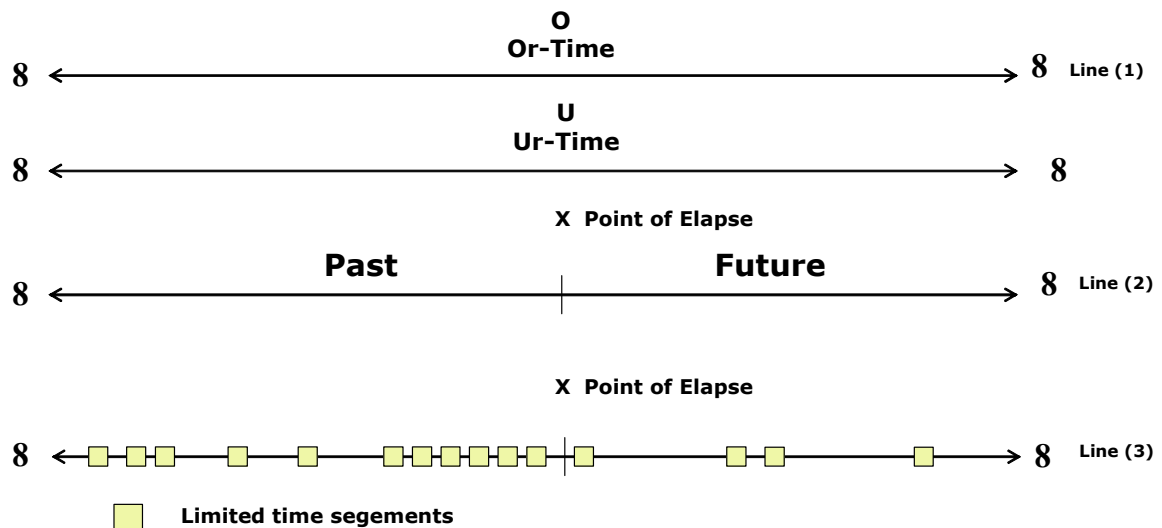 O
Or-Time
8 8 Line (1)
U
Ur-Time
8 8
X Point of Elapse
Past Future
8 8 Line (2)
X Point of Elapse
8 8 Line (3)
Limited time segements